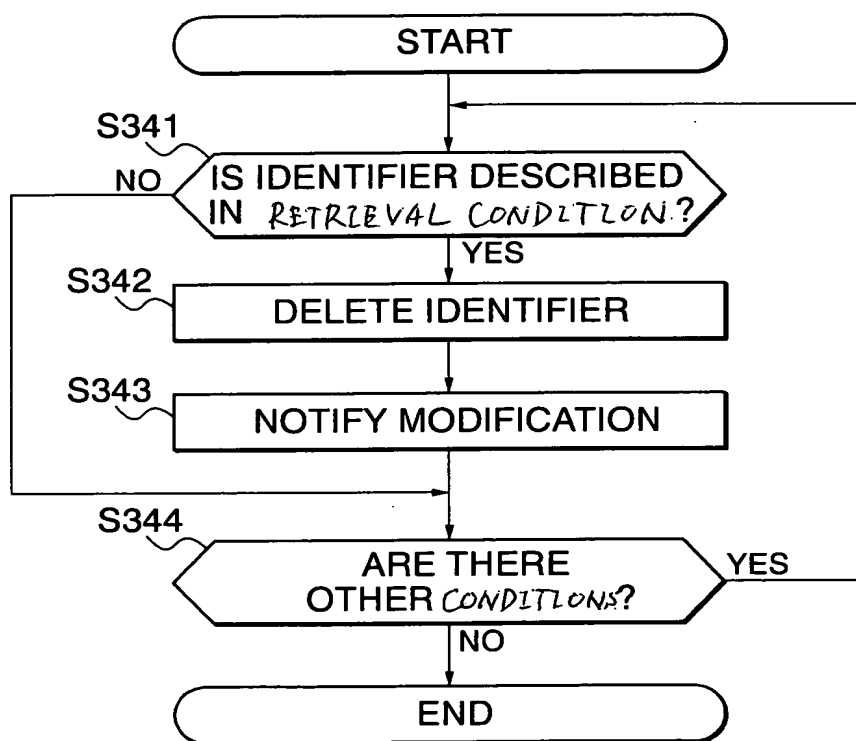 START
S341
NO
IS IDENTIFIER DESCRIBED
IN RETRIEVAL CONDITION?
YES
S342
DELETE IDENTIFIER
S343
NOTIFY MODIFICATION
S344
ARE THERE
YES
OTHER CONDITIONS?
NO
END